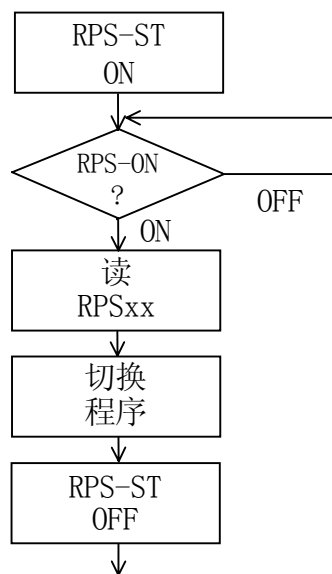 RPS-ST
ON
RPS-ON
?
OFF
ON
读
RPSxx
切换
程序
RPS-ST
OFF